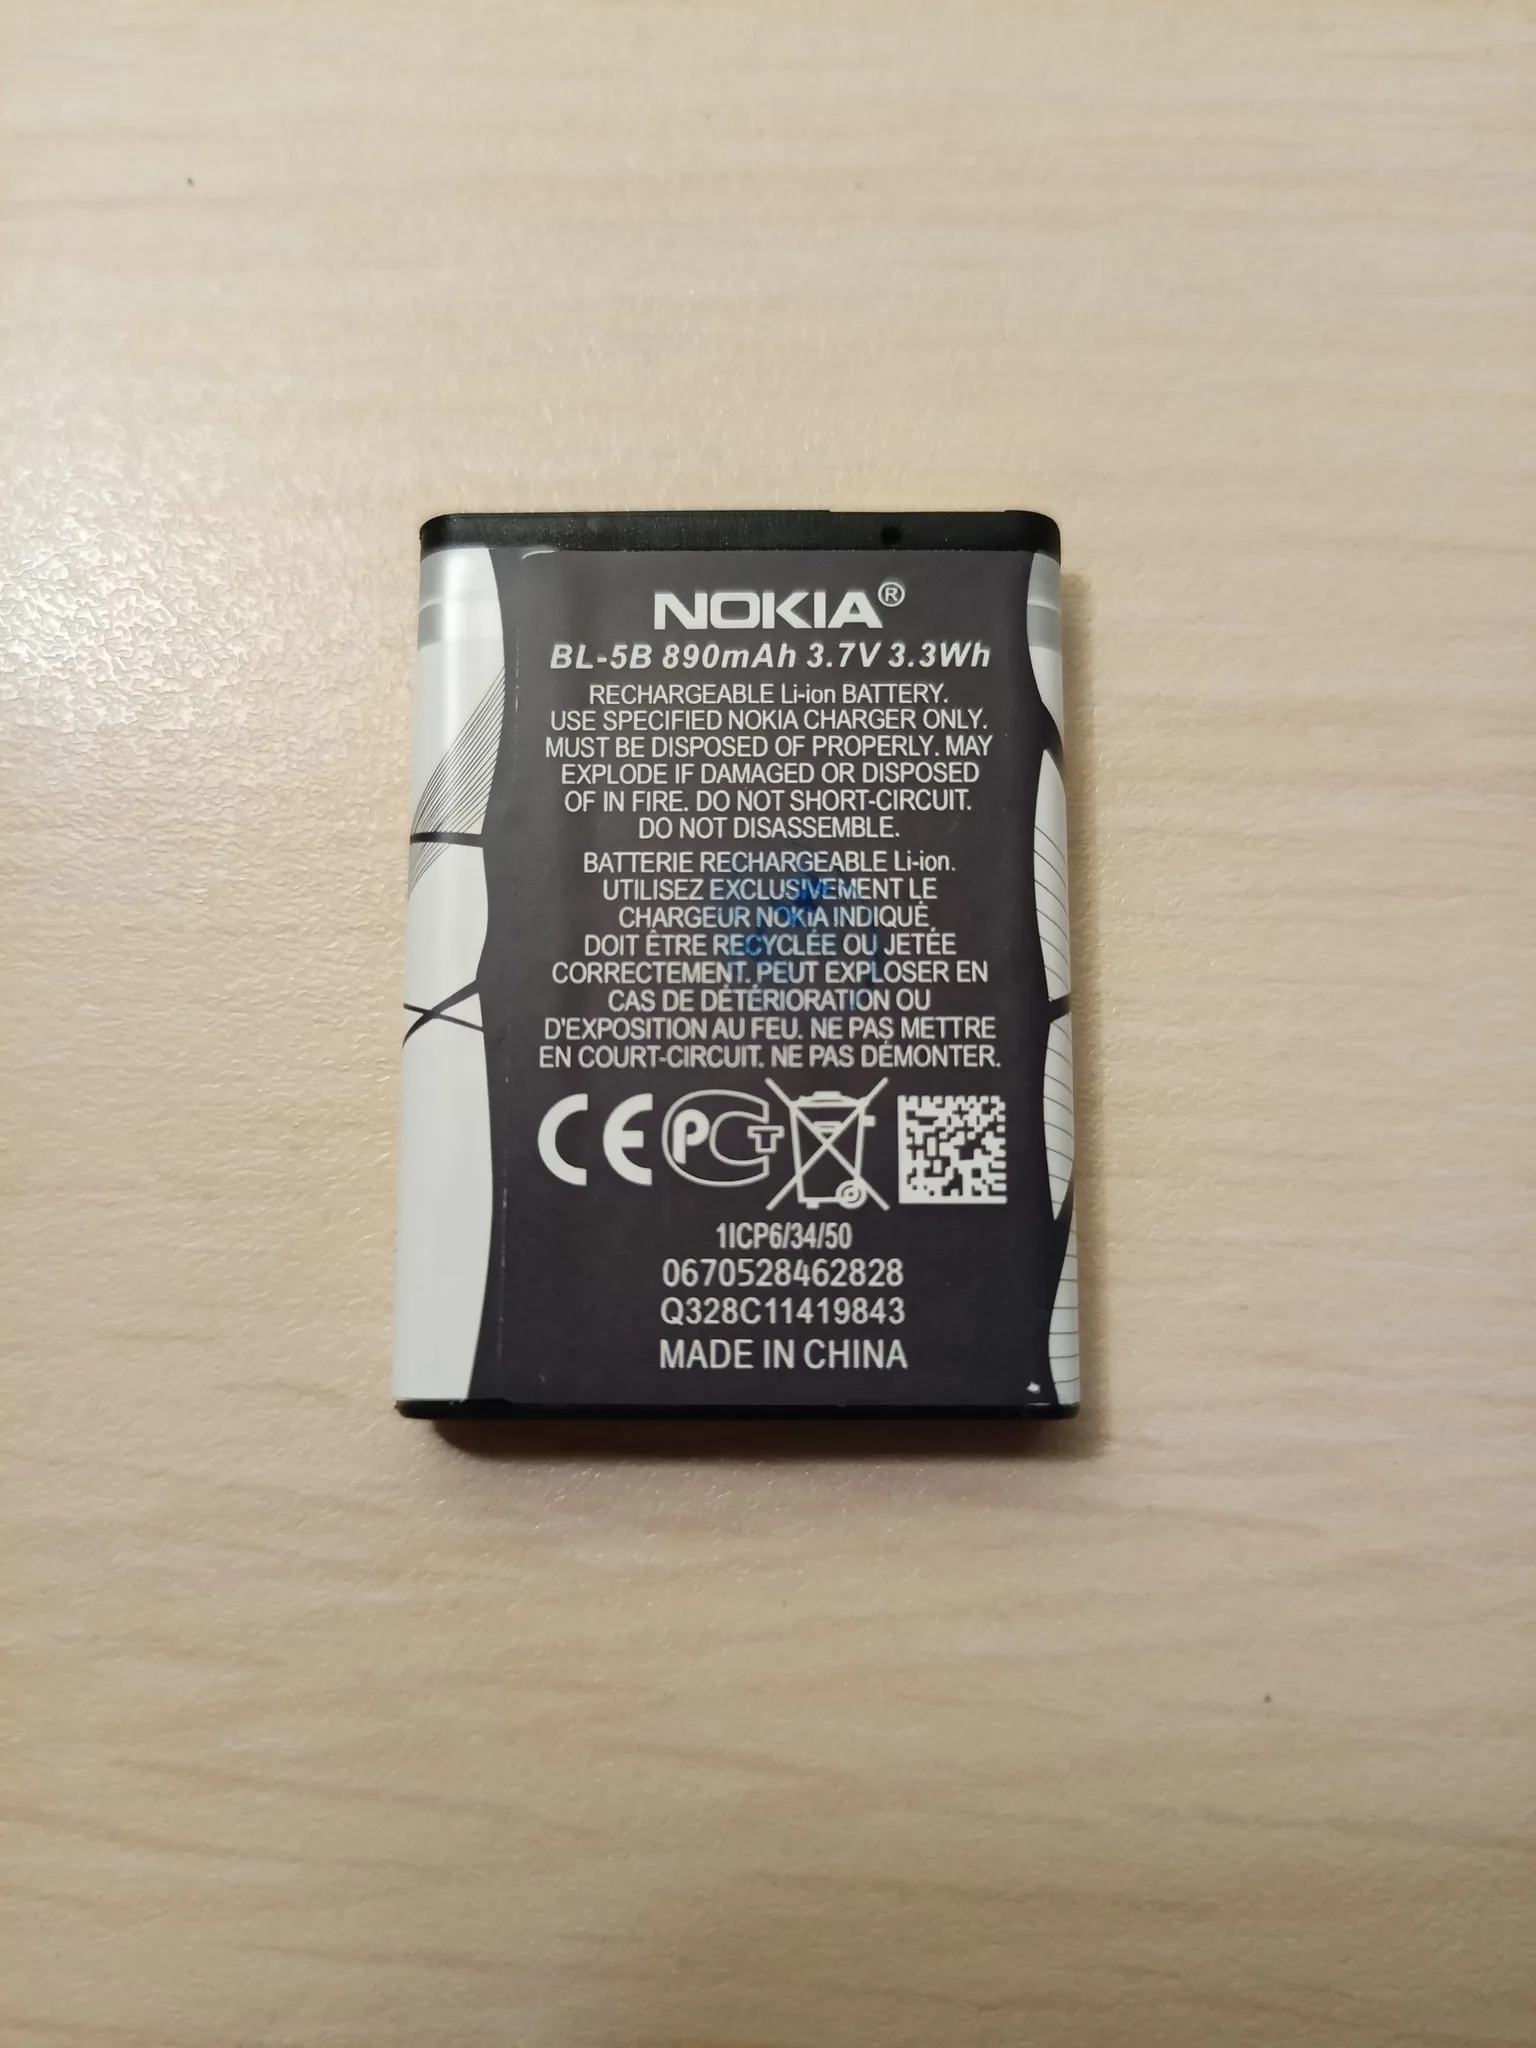 NOKIA®
BL-5B 890mAh 3.7V 3.3Wh
RECHARGEABLE Li-ion BATTERY.
USE SPECIFIED NOKIA CHARGER ONLY.
MUST BE DISPOSED OF PROPERLY. MAY
EXPLODE IF DAMAGED OR DISPOSED
OF IN FIRE. DO NOT SHORT-CIRCUIT.
DO NOT DISASSEMBLE.
BATTERIE RECHARGEABLE Li-ion.
UTILISEZ EXCLUSIVEMENT LE
CHARGEUR NOKIA INDIQUÉ,
DOIT ÊTRE RECYCLÉE OU JETÉE
CORRECTEMENT. PEUT EXPLOSER EN
CAS DE DÉTÉRIORATION OU
D'EXPOSITION AU FEU. NE PAS METTRE
EN COURT-CIRCUIT. NE PAS DÉMONTER.
CE PCT
1ICP6/34/50
0670528462828
Q328C11419843
MADE IN CHINA